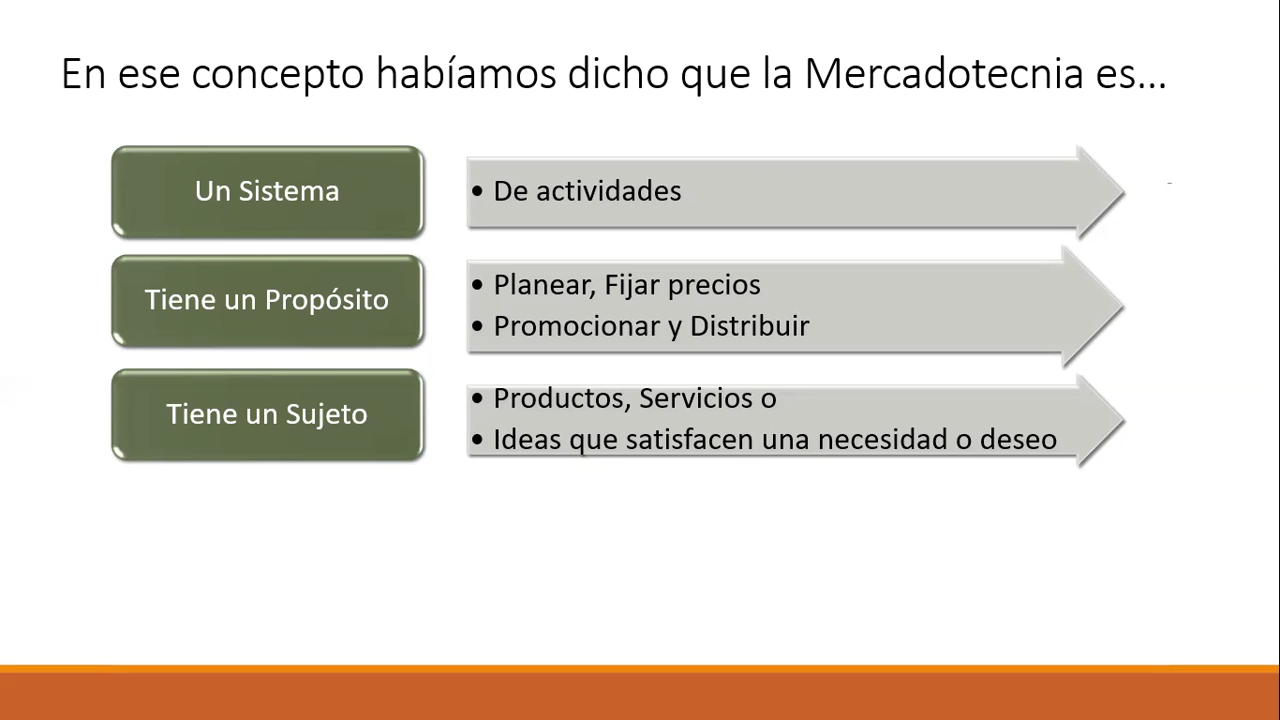 En ese concepto habíamos dicho que la Mercadotecnia es...
Un Sistema
• De actividades
Tiene un Propósito
• Planear, Fijar precios
• Promocionar y Distribuir
Tiene un Sujeto
• Productos, Servicios o
• Ideas que satisfacen una necesidad o deseo